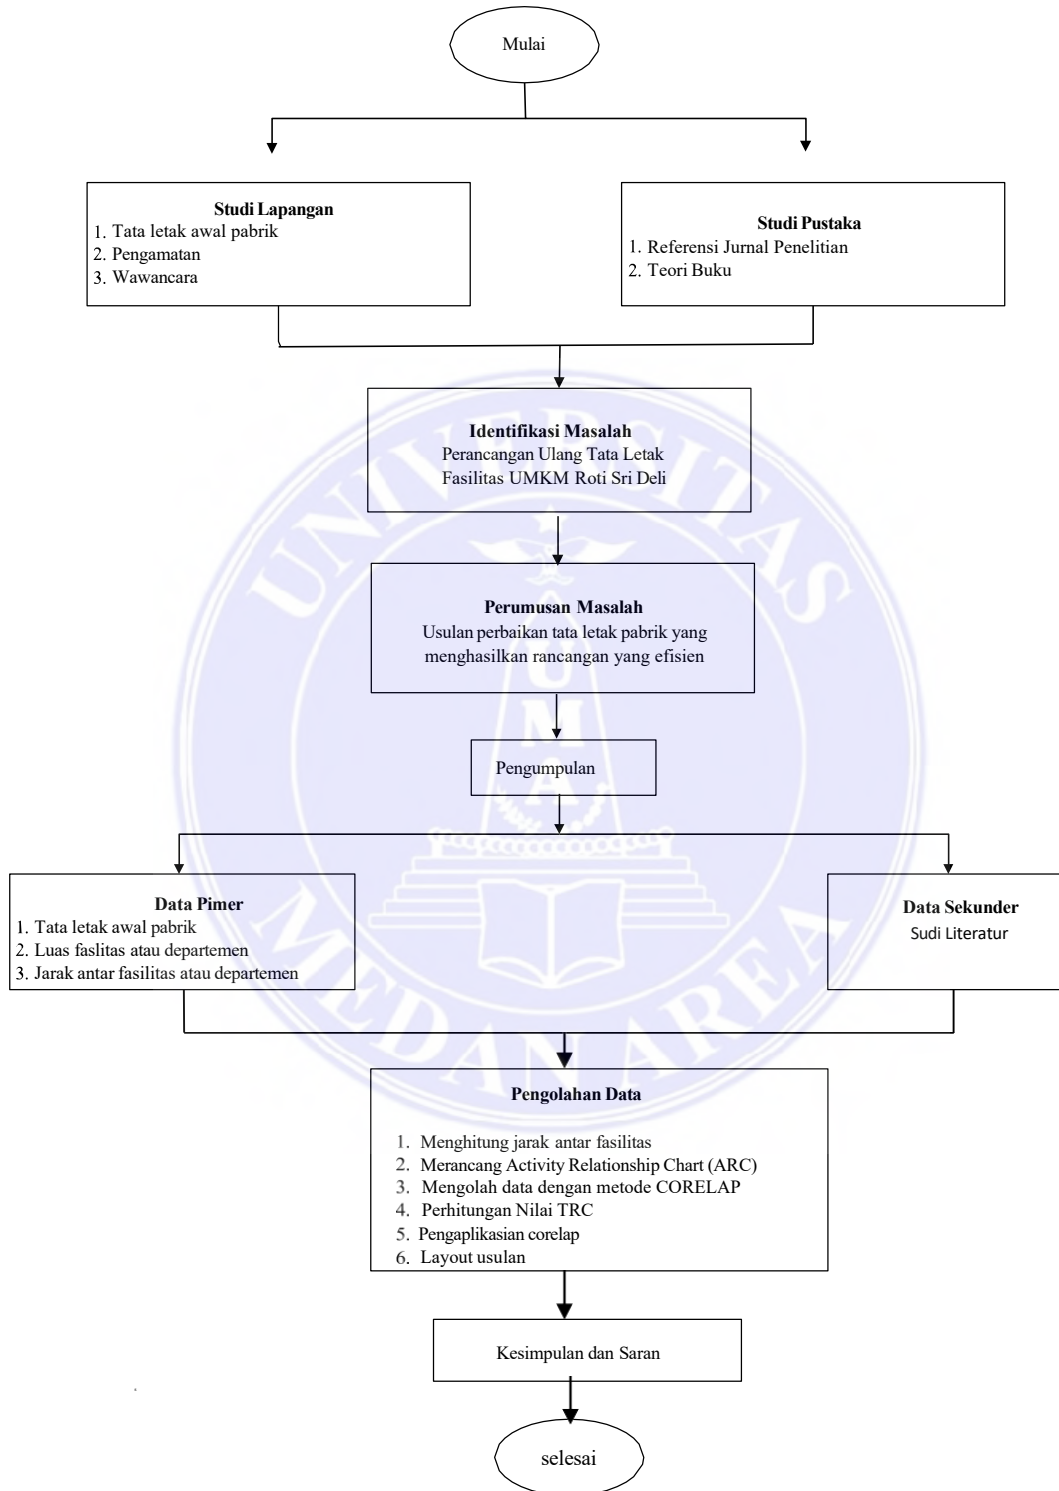 Mulai
Studi Lapangan
1. Tata letak awal pabrik
2. Pengamatan
3. Wawancara
Studi Pustaka
1. Referensi Jurnal Penelitian
2. Teori Buku
Identifikasi Masalah
Perancangan Ulang Tata Letak
Fasilitas UMKM Roti Sri Deli
Perumusan Masalah
Usulan perbaikan tata letak pabrik yang
menghasilkan rancangan yang efisien
Pengumpulan
Data Pimer
1. Tata letak awal pabrik
2. Luas faslitas atau departemen
3. Jarak antar fasilitas atau departemen
Data Sekunder
Sudi Literatur
Pengolahan Data
1. Menghitung jarak antar fasilitas
2. Merancang Activity Relationship Chart (ARC)
3. Mengolah data dengan metode CORELAP
4. Perhitungan Nilai TRC
5. Pengaplikasian corelap
6. Layout usulan
Kesimpulan dan Saran
selesai
UNIVERSITAS
MEDAN AREA
UMA